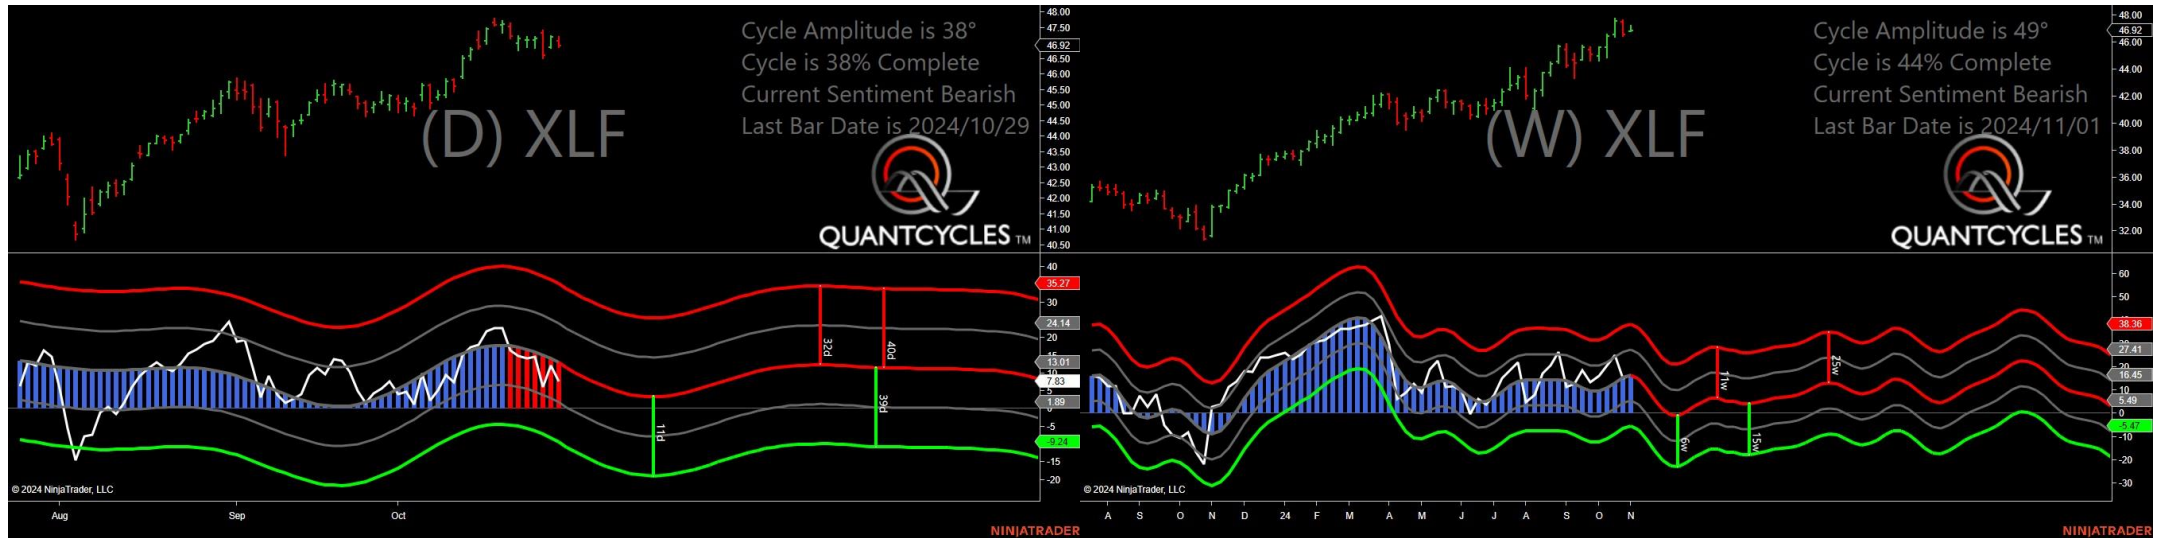 Cycle Amplitude is 38°
Cycle is 38% Complete
Current Sentiment Bearish
Last Bar Date is 2024/10/29
(D) XLF
QUANTCYCLES TM
48.00
47.50
46.92
46.50
46.00
45.50
45.00
44.50
44.00
43.50
43.00
42.50
42.00
41.50
41.00
40.50
40
35.27
30
24.14
20
13.01
10
7.83
5
1.89
0
-5
-9.24
-15
-20
11d
32d
40d
39d
© 2024 NinjaTrader, LLC
Aug
Sep
Oct
NINJATRADER
Cycle Amplitude is 49°
Cycle is 44% Complete
Current Sentiment Bearish
Last Bar Date is 2024/11/01
(W) XLF
QUANTCYCLES TM
48.00
46.92
46.00
44.00
42.00
40.00
38.00
36.00
34.00
32.00
60
50
38.36
27.41
20
16.45
10
5.49
0
-5.47
-10
-20
-30
6w
11w
15w
25w
© 2024 NinjaTrader, LLC
A S O N D 24 F M A M J J A S O N
NINJATRADER